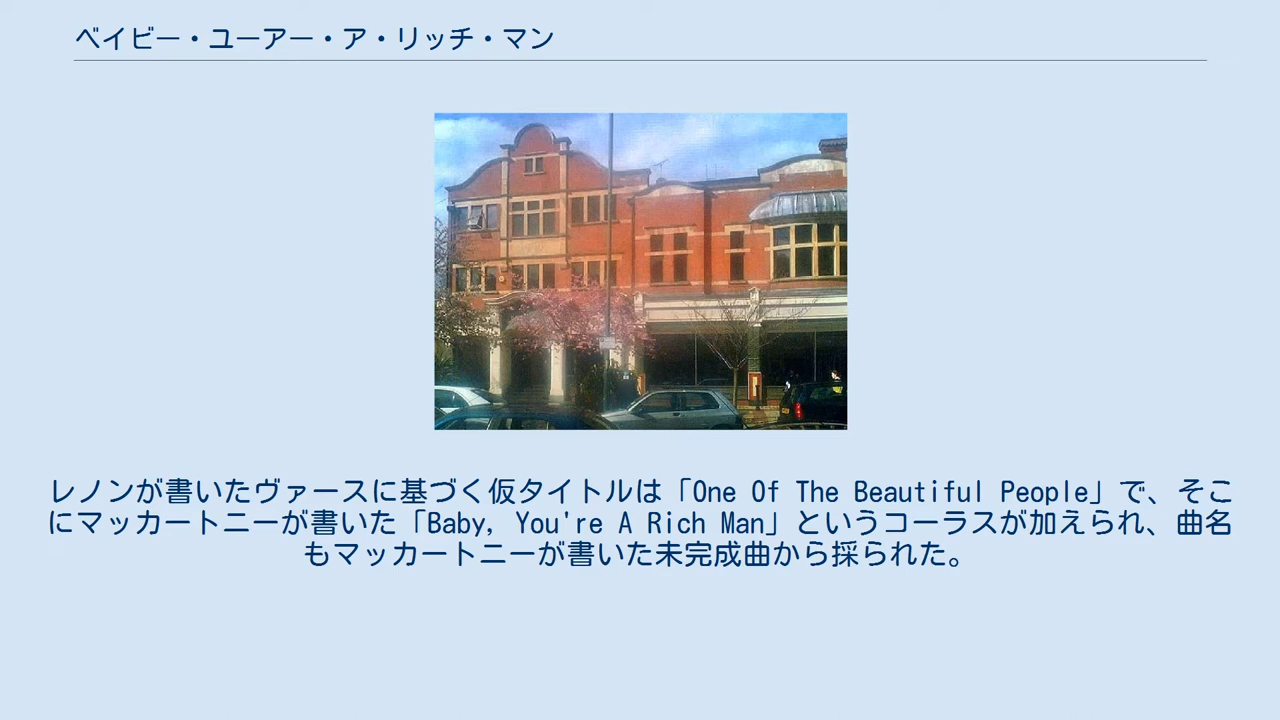 ベイビー・ユーアー・ア・リッチ・マン
レノンが書いたヴァースに基づく仮タイトルは「One Of The Beautiful People」で、そこ
にマッカートニーが書いた「Baby, You're A Rich Man」というコーラスが加えられ、曲名
もマッカートニーが書いた未完成曲から採られた。